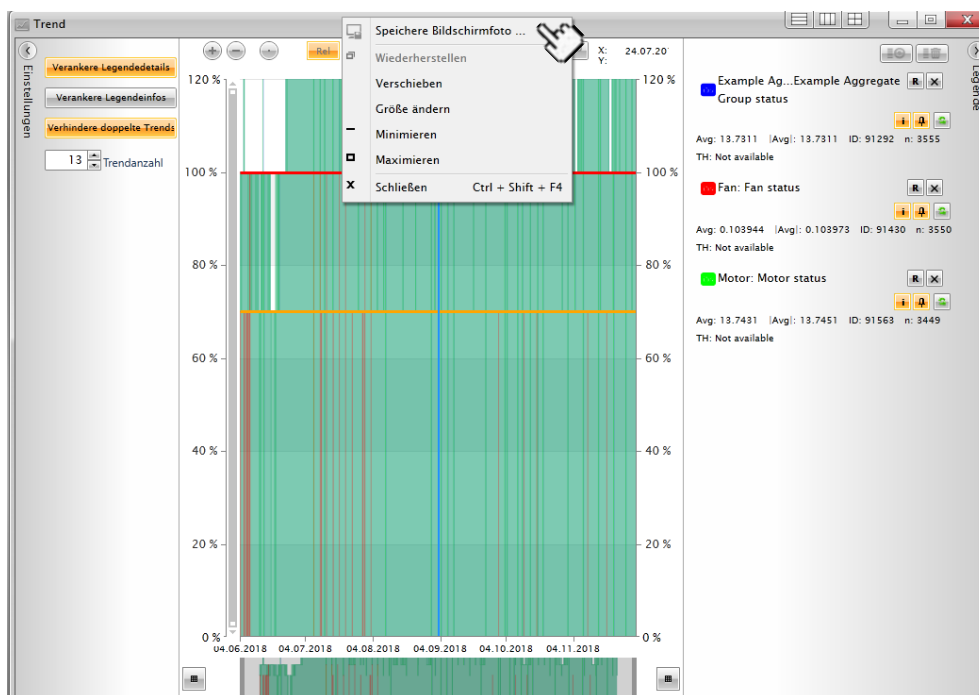 Trend
Speichere Bildschirmfoto ...
Wiederherstellen
Verschieben
Größe ändern
Minimieren
Maximieren
Schließen Ctrl + Shift + F4
Einstellungen
Verankere Legendedetails
Verankere Legendeinfos
Verhindere doppelte Trends
13 Trendanzahl
Rel
X: 24.07.20
Y:
120 %
100 %
80 %
60 %
40 %
20 %
0 %
120 %
100 %
80 %
60 %
40 %
20 %
0 %
04.06.2018 04.07.2018 04.08.2018 04.09.2018 04.10.2018 04.11.2018
Legende
Example Ag...Example Aggregate R X
Group status
i
Avg: 13.7311 |Avg|: 13.7311 ID: 91292 n: 3555
TH: Not available
Fan: Fan status R X
i
Avg: 0.103944 |Avg|: 0.103973 ID: 91430 n: 3550
TH: Not available
Motor: Motor status R X
i
Avg: 13.7431 |Avg|: 13.7451 ID: 91563 n: 3449
TH: Not available